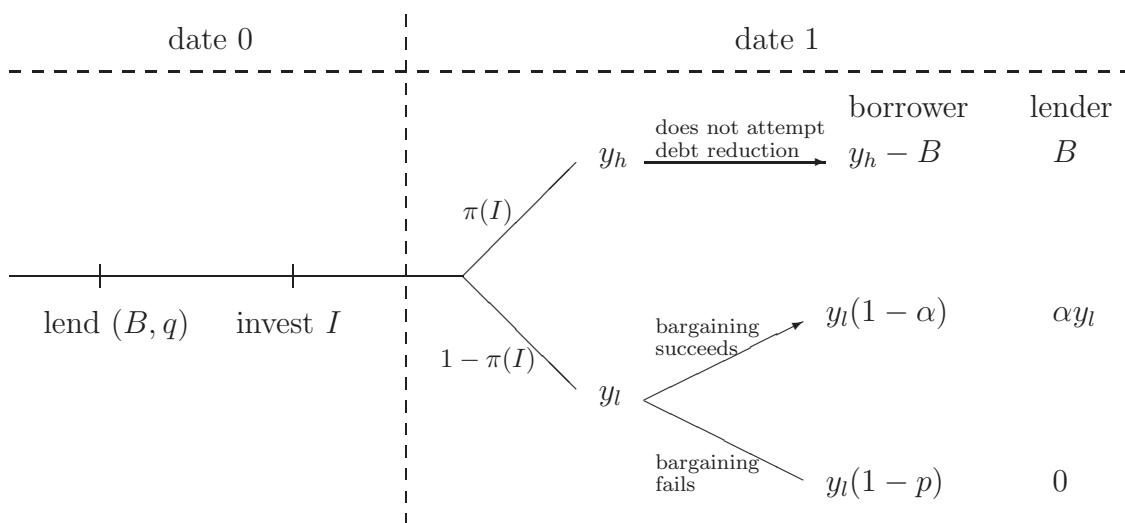 date 0
date 1
borrower lender
does not attempt
debt reduction
y_h
y_h − B
B
π(I)
lend (B, q)
invest I
1 − π(I)
bargaining
succeeds
y_l(1 − α)
αy_l
y_l
bargaining
fails
y_l(1 − p)
0